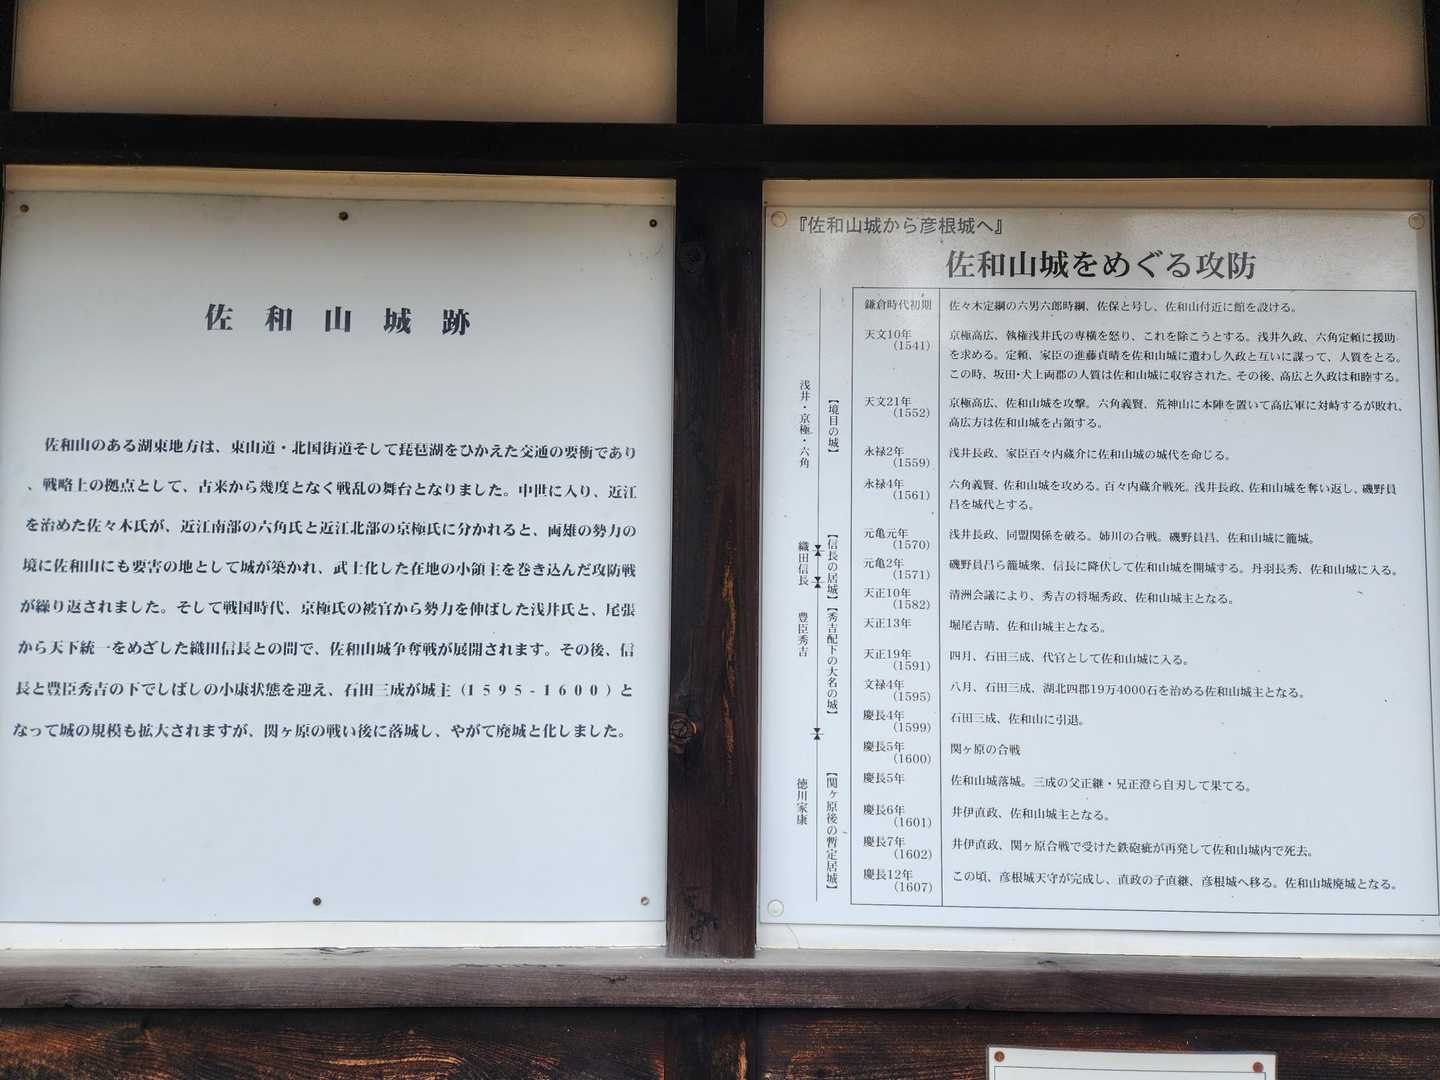 佐和山城跡
佐和山のある湖東地方は、東山道・北国街道そして琵琶湖をひかえた交通の要衝であり
、戦略上の拠点として、古来から幾度となく戦乱の舞台となりました。中世に入り、近江
を治めた佐々木氏が、近江南部の六角氏と近江北部の京極氏に分かれると、両雄の勢力の
境に佐和山にも要害の地として城が築かれ、武士化した在地の小領主を巻き込んだ攻防戦
が繰り返されました。そして戦国時代、京極氏の被官から勢力を伸ばした浅井氏と、尾張
から天下統一をめざした織田信長との間で、佐和山城争奪戦が展開されます。その後、信
長と豊臣秀吉の下でしばしの小康状態を迎え、石田三成が城主（1595-1600）と
なって城の規模も拡大されますが、関ヶ原の戦い後に落城し、やがて廃城と化しました。
『佐和山城から彦根城へ』
佐和山城をめぐる攻防
浅井・京極・六角
【境目の城】
織田信長
【信長の居城】
豊臣秀吉
【秀吉配下の大名の城】
徳川家康
【関ヶ原後の暫定居城】
鎌倉時代初期 佐々木定綱の六男六郎時綱、佐保と号し、佐和山付近に館を設ける。
天文10年 京極高広、執権浅井氏の専横を怒り、これを除こうとする。浅井久政、六角定頼に援助
（1541） を求める。定頼、家臣の進藤貞晴を佐和山城に遣わし久政と互いに謀って、人質をとる。
この時、坂田・犬上両郡の人質は佐和山城に収容された。その後、高広と久政は和睦する。
天文21年 京極高広、佐和山城を攻撃。六角義賢、荒神山に本陣を置いて高広軍に対峙するが敗れ、
（1552） 高広方は佐和山城を占領する。
永禄2年 浅井長政、家臣百々内蔵介に佐和山城の城代を命じる。
（1559）
永禄4年 六角義賢、佐和山城を攻める。百々内蔵介戦死。浅井長政、佐和山城を奪い返し、磯野員
（1561） 昌を城代とする。
元亀元年 浅井長政、同盟関係を破る。姉川の合戦。磯野員昌、佐和山城に籠城。
（1570）
元亀2年 磯野員昌ら籠城衆、信長に降伏して佐和山城を開城する。丹羽長秀、佐和山城に入る。
（1571）
天正10年 清洲会議により、秀吉の将堀秀政、佐和山城主となる。
（1582）
天正13年 堀尾吉晴、佐和山城主となる。
天正19年 四月、石田三成、代官として佐和山城に入る。
（1591）
文禄4年 八月、石田三成、湖北四郡19万4000石を治める佐和山城主となる。
（1595）
慶長4年 石田三成、佐和山に引退。
（1599）
慶長5年 関ヶ原の合戦
（1600）
慶長5年 佐和山城落城。三成の父正継・兄正澄ら自刃して果てる。
慶長6年 井伊直政、佐和山城主となる。
（1601）
慶長7年 井伊直政、関ヶ原合戦で受けた鉄砲疵が再発して佐和山城内で死去。
（1602）
慶長12年 この頃、彦根城天守が完成し、直政の子直継、彦根城へ移る。佐和山城廃城となる。
（1607）